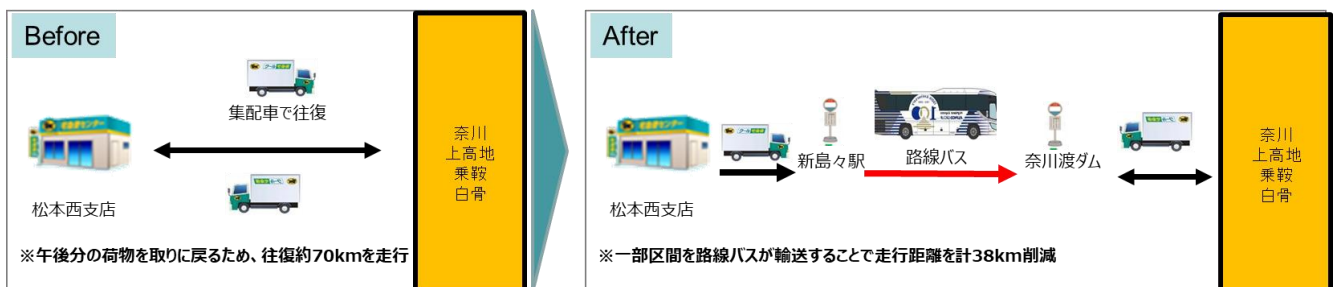 Before
集配車で往復
松本西支店
奈川
上高地
乗鞍
白骨
※午後分の荷物を取りに戻るため、往復約70kmを走行
After
松本西支店
新島々駅
路線バス
奈川渡ダム
奈川
上高地
乗鞍
白骨
※一部区間を路線バスが輸送することで走行距離を計38km削減